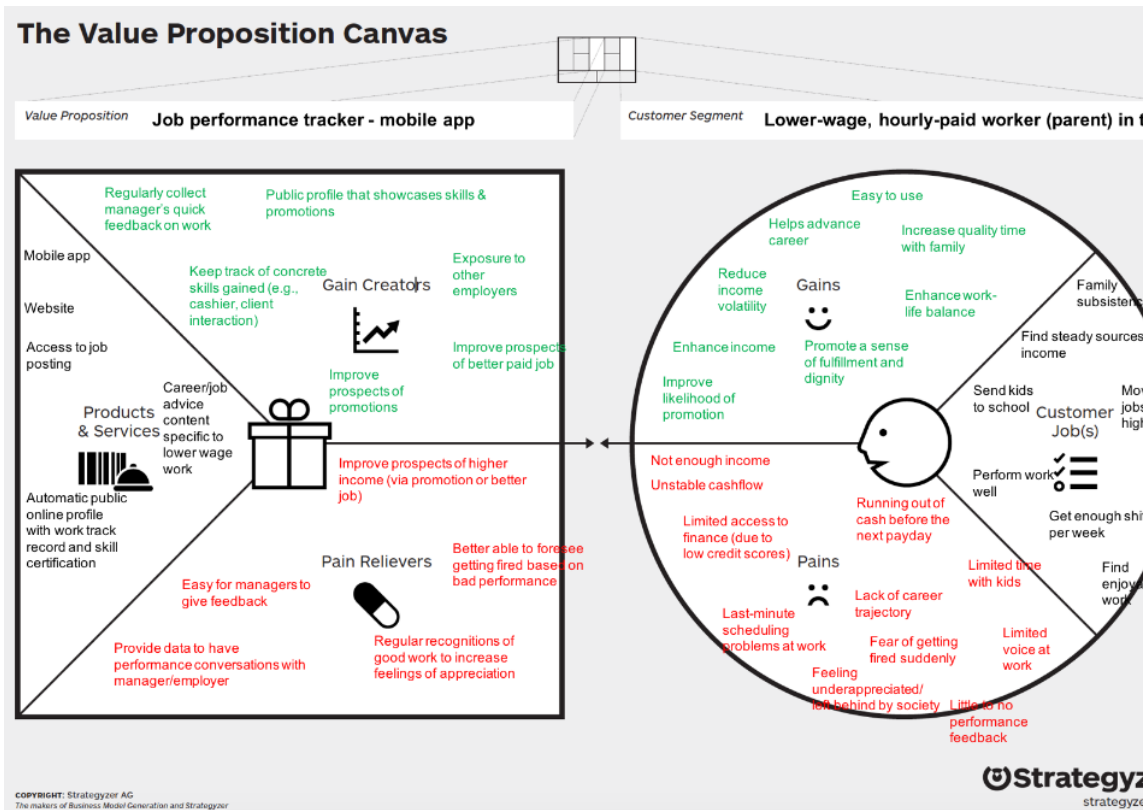 The Value Proposition Canvas
Value Proposition
Job performance tracker - mobile app
Customer Segment
Lower-wage, hourly-paid worker (parent) in
Regularly collect
manager's quick
feedback on work
Public profile that showcases skills &
promotions
Mobile app
Keep track of concrete
skills gained (e.g.,
cashier, client
interaction)
Gain Creators
Exposure to
other
employers
Website
Access to job
posting
Improve prospects
of better paid job
Improve
prospects of
promotions
Career/job
advice
content
specific to
lower wage
work
Products
& Services
Automatic public
online profile
with work track
record and skill
certification
Improve prospects of higher
income (via promotion or better
job)
Pain Relievers
Better able to foresee
getting fired based on
bad performance
Easy for managers to
give feedback
Provide data to have
performance conversations with
manager/employer
Regular recognitions of
good work to increase
feelings of appreciation
Easy to use
Helps advance
career
Increase quality time
with family
Reduce
income
volatility
Gains
Enhance work-
life balance
Enhance income
Promote a sense
of fulfillment and
dignity
Improve
likelihood of
promotion
Family
Find steady sources
income
Send kids
to school
Customer
Job(s)
Perform work
well
Get enough
per week
Find
work
Not enough income
Unstable cashflow
Running out of
cash before the
next payday
Limited access to
finance (due to
low credit scores)
Pains
Limited time
with kids
Lack of career
trajectory
Last-minute
scheduling
problems at work
Fear of getting
fired suddenly
Limited
voice at
work
Feeling
underappreciated/
left behind by society
Little to no
performance
feedback
COPYRIGHT: Strategyzer AG
The makers of Business Model Generation and Strategyzer